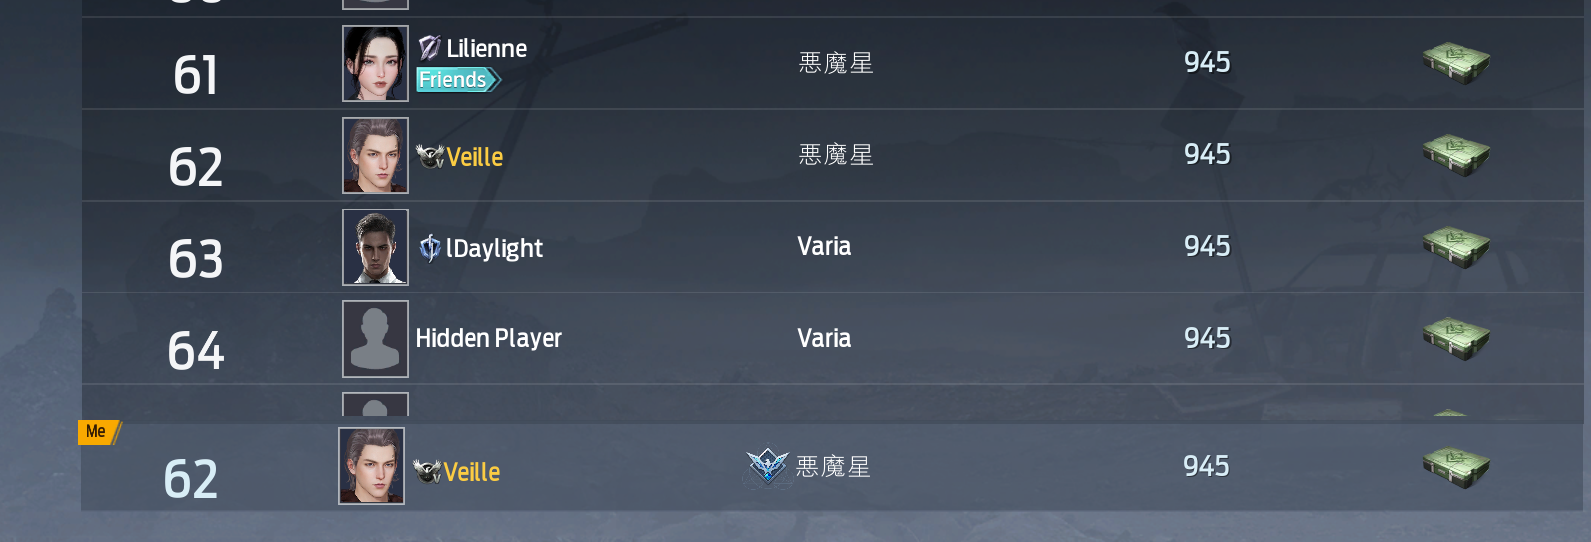 61 Lilienne 悪魔星 945
Friends
62 Veille 悪魔星 945
63 lDaylight Varia 945
64 Hidden Player Varia 945
Me
62 Veille 悪魔星 945